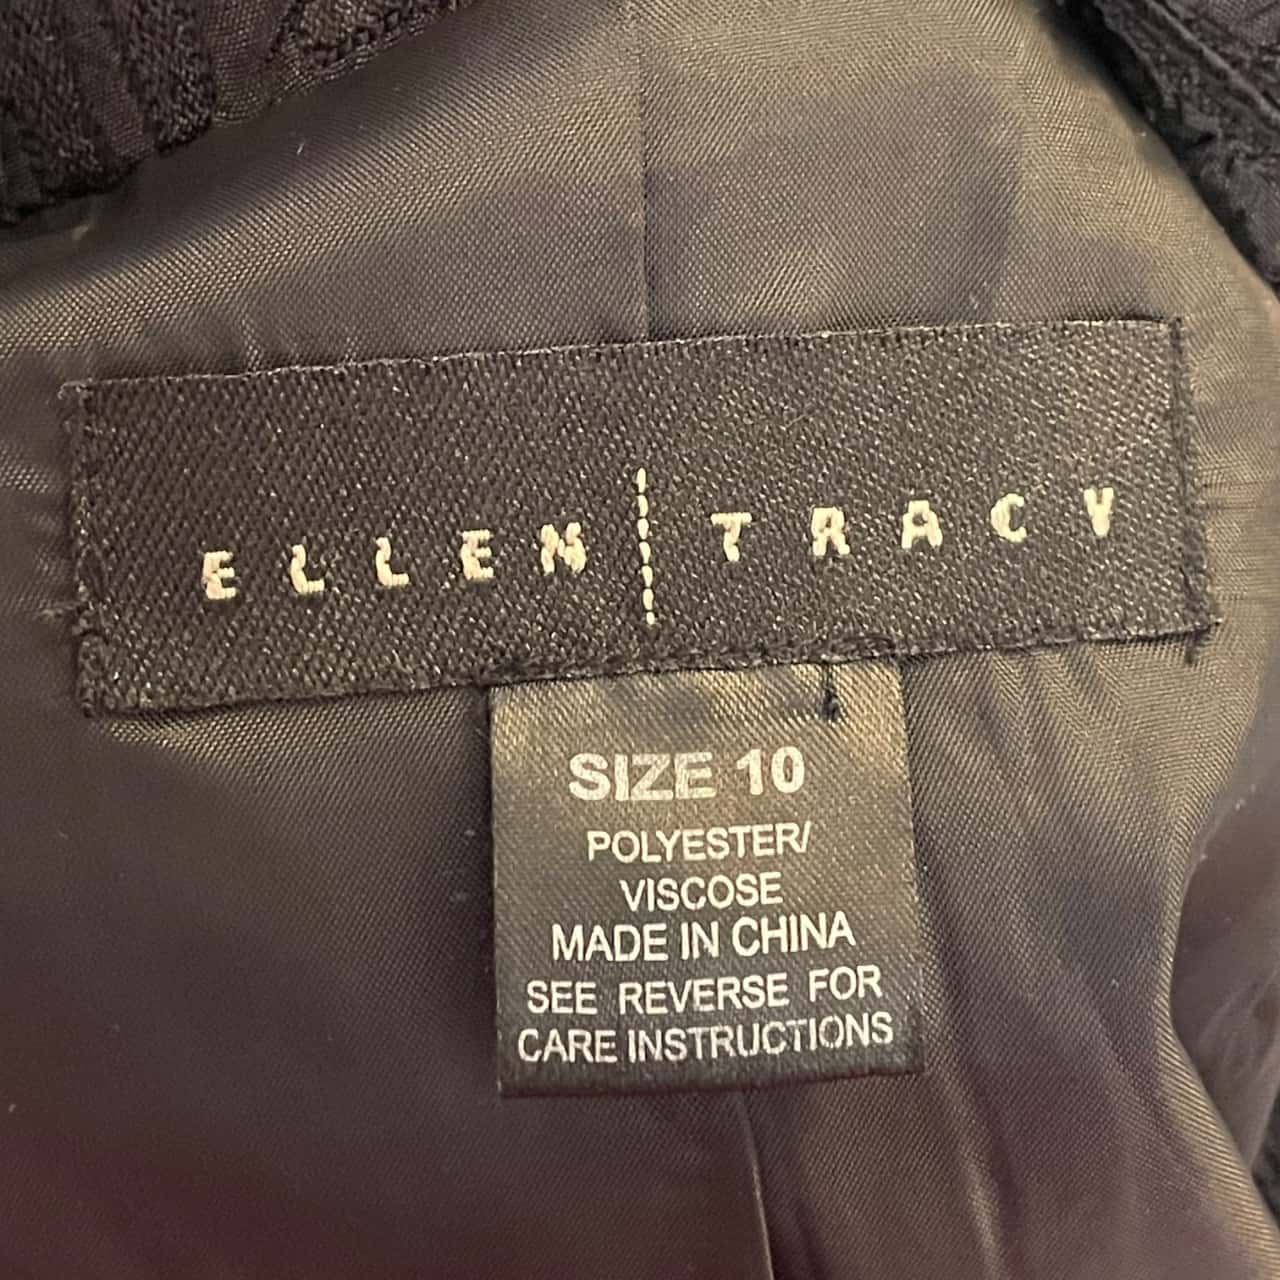 ELLEN TRACY
SIZE 10
POLYESTER/
VISCOSE
MADE IN CHINA
SEE REVERSE FOR
CARE INSTRUCTIONS